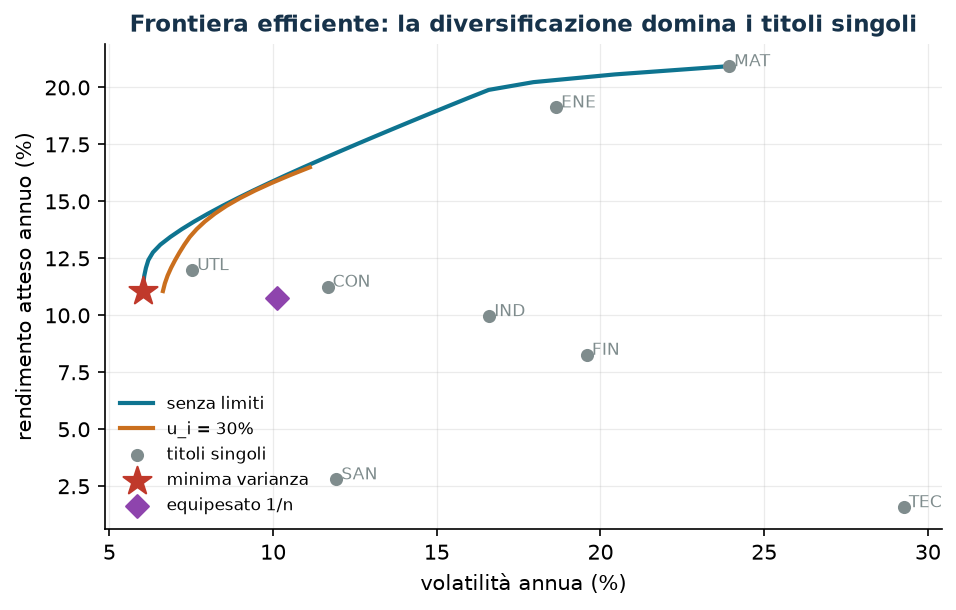 Frontiera efficiente: la diversificazione domina i titoli singoli
rendimento atteso annuo (%)
20.0
17.5
15.0
12.5
10.0
7.5
5.0
2.5
MAT
ENE
UTL
CON
IND
FIN
SAN
TEC
senza limiti
u_i = 30%
titoli singoli
minima varianza
equipesato 1/n
5
10
15
20
25
30
volatilità annua (%)